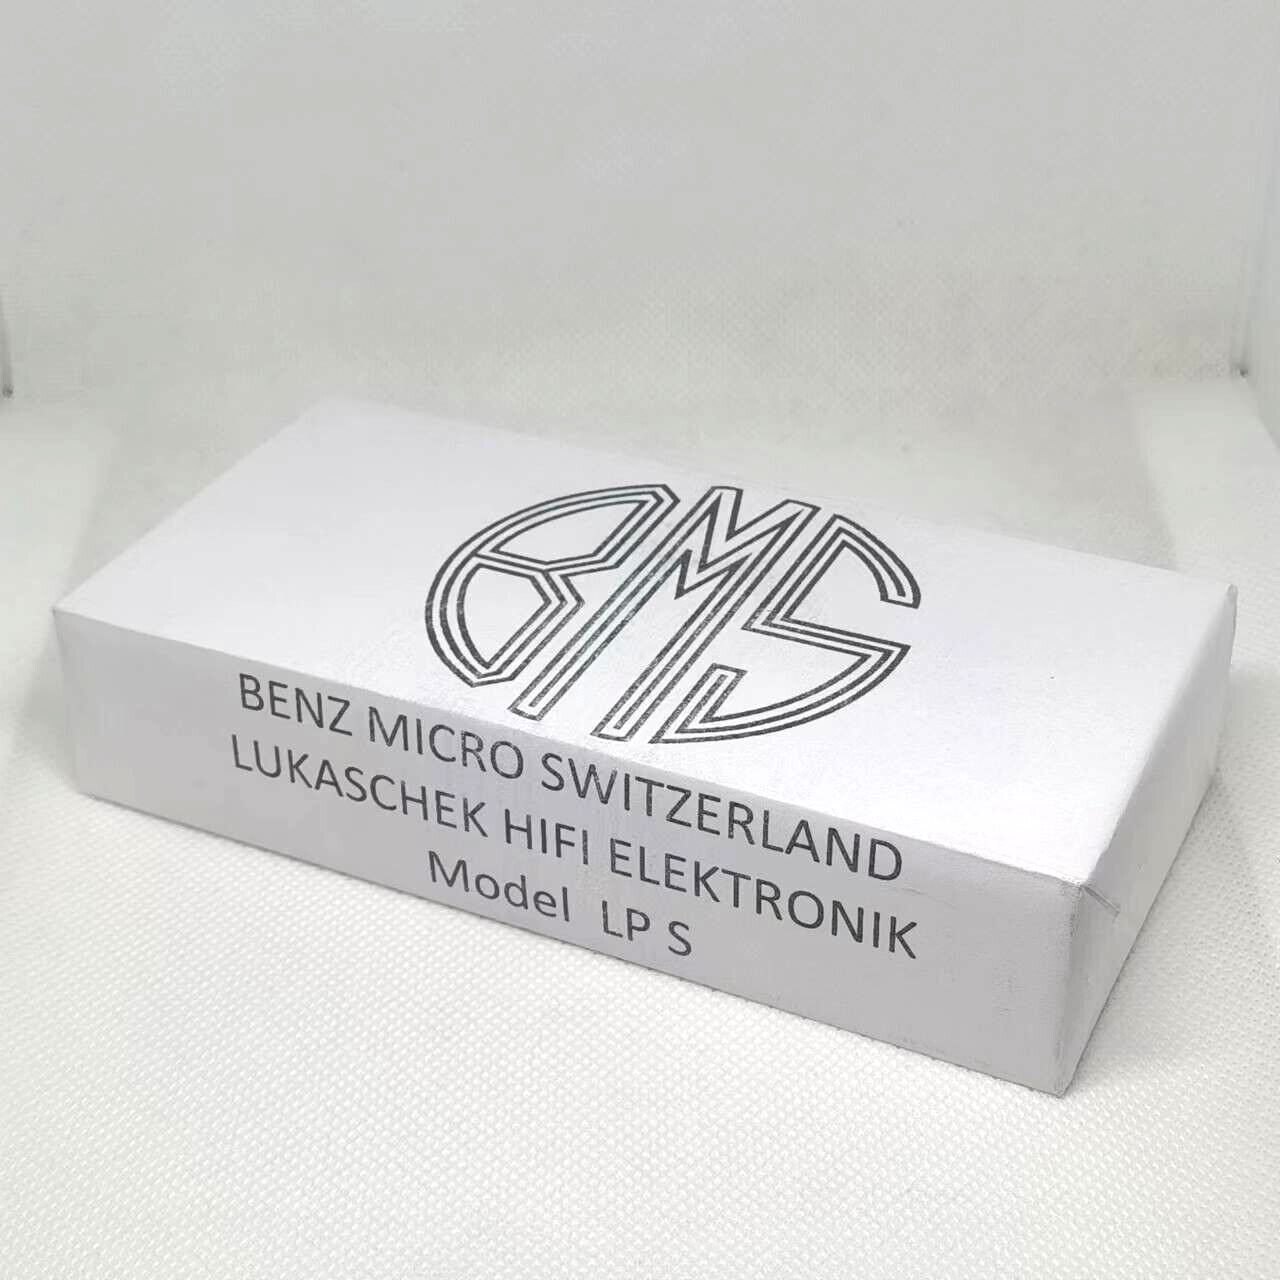 BMS
BENZ MICRO SWITZERLAND
LUKASCHEK HIFI ELEKTRONIK
Model LP S